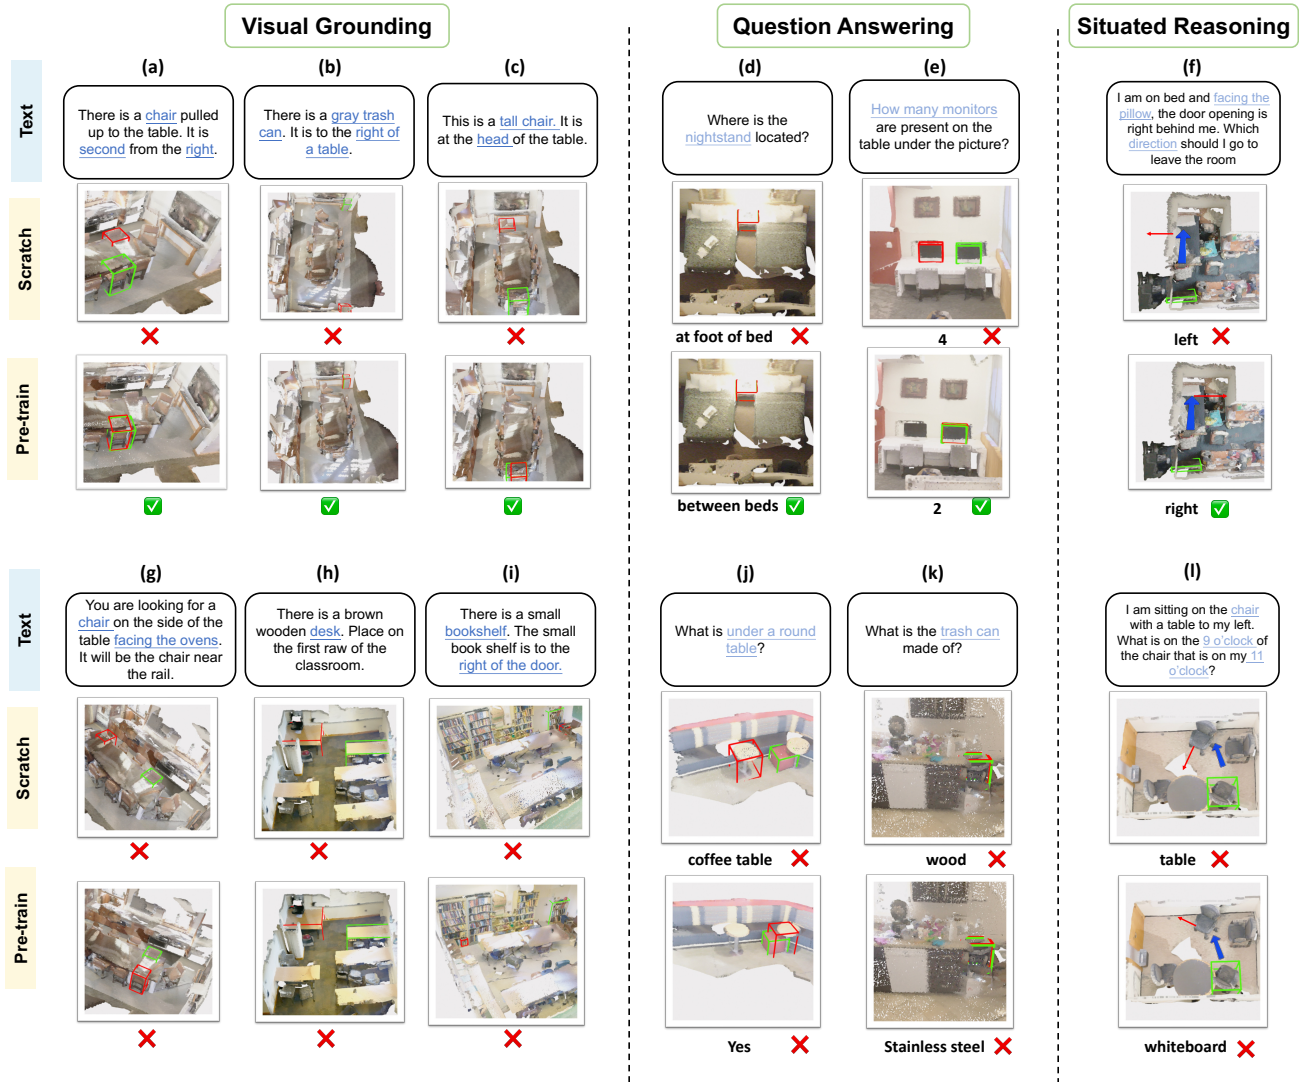 Visual Grounding
Question Answering
Situated Reasoning
(a)
(b)
(c)
(d)
(e)
(f)
Text
There is a chair pulled
up to the table. It is
second from the right.
There is a gray trash
can. It is to the right of
a table.
This is a tall chair. It is
at the head of the table.
Where is the
nightstand located?
How many monitors
are present on the
table under the picture?
I am on bed and facing the
pillow, the door opening is
right behind me. Which
direction should I go to
leave the room
Scratch
at foot of bed
4
left
Pre-train
between beds
2
right
(g)
(h)
(i)
(j)
(k)
(l)
Text
You are looking for a
chair on the side of the
table facing the ovens.
It will be the chair near
the rail.
There is a brown
wooden desk. Place on
the first raw of the
classroom.
There is a small
bookshelf. The small
book shelf is to the
right of the door.
What is under a round
table?
What is the trash can
made of?
I am sitting on the chair
with a table to my left.
What is on the 9 o'clock of
the chair that is on my 11
o'clock?
Scratch
coffee table
wood
table
Pre-train
Yes
Stainless steel
whiteboard